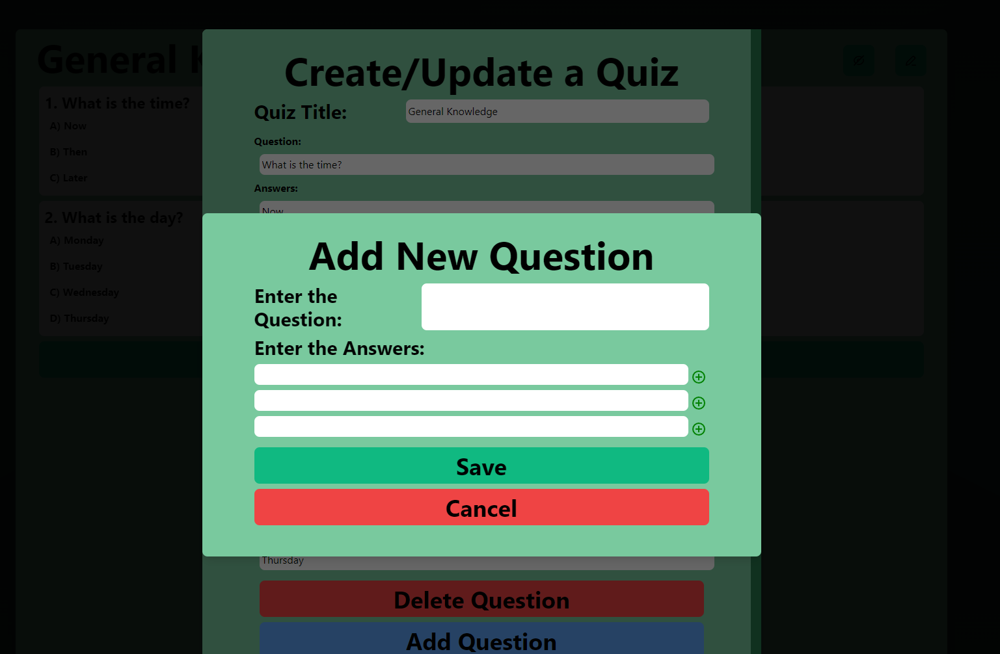 General K
1. What is the time?
A) Now
B) Then
C) Later
2. What is the day?
A) Monday
B) Tuesday
C) Wednesday
D) Thursday
Create/Update a Quiz
Quiz Title:
General Knowledge
Question:
What is the time?
Answers:
Now
Add New Question
Enter the
Question:
Enter the Answers:
Save
Cancel
Thursday
Delete Question
Add Question